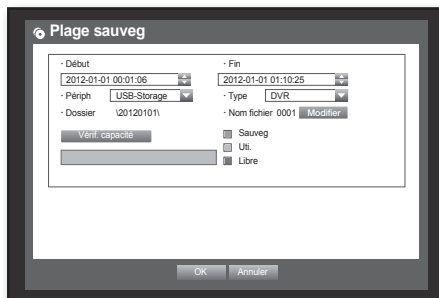 Plage sauveg
· Début · Fin
2012-01-01 00:01:06 2012-01-01 01:10:25
· Périph USB-Storage · Type DVR
· Dossier \20120101\ · Nom fichier 0001 Modifier
Vérif. capacité Sauveg
Uti.
Libre
OK Annuler